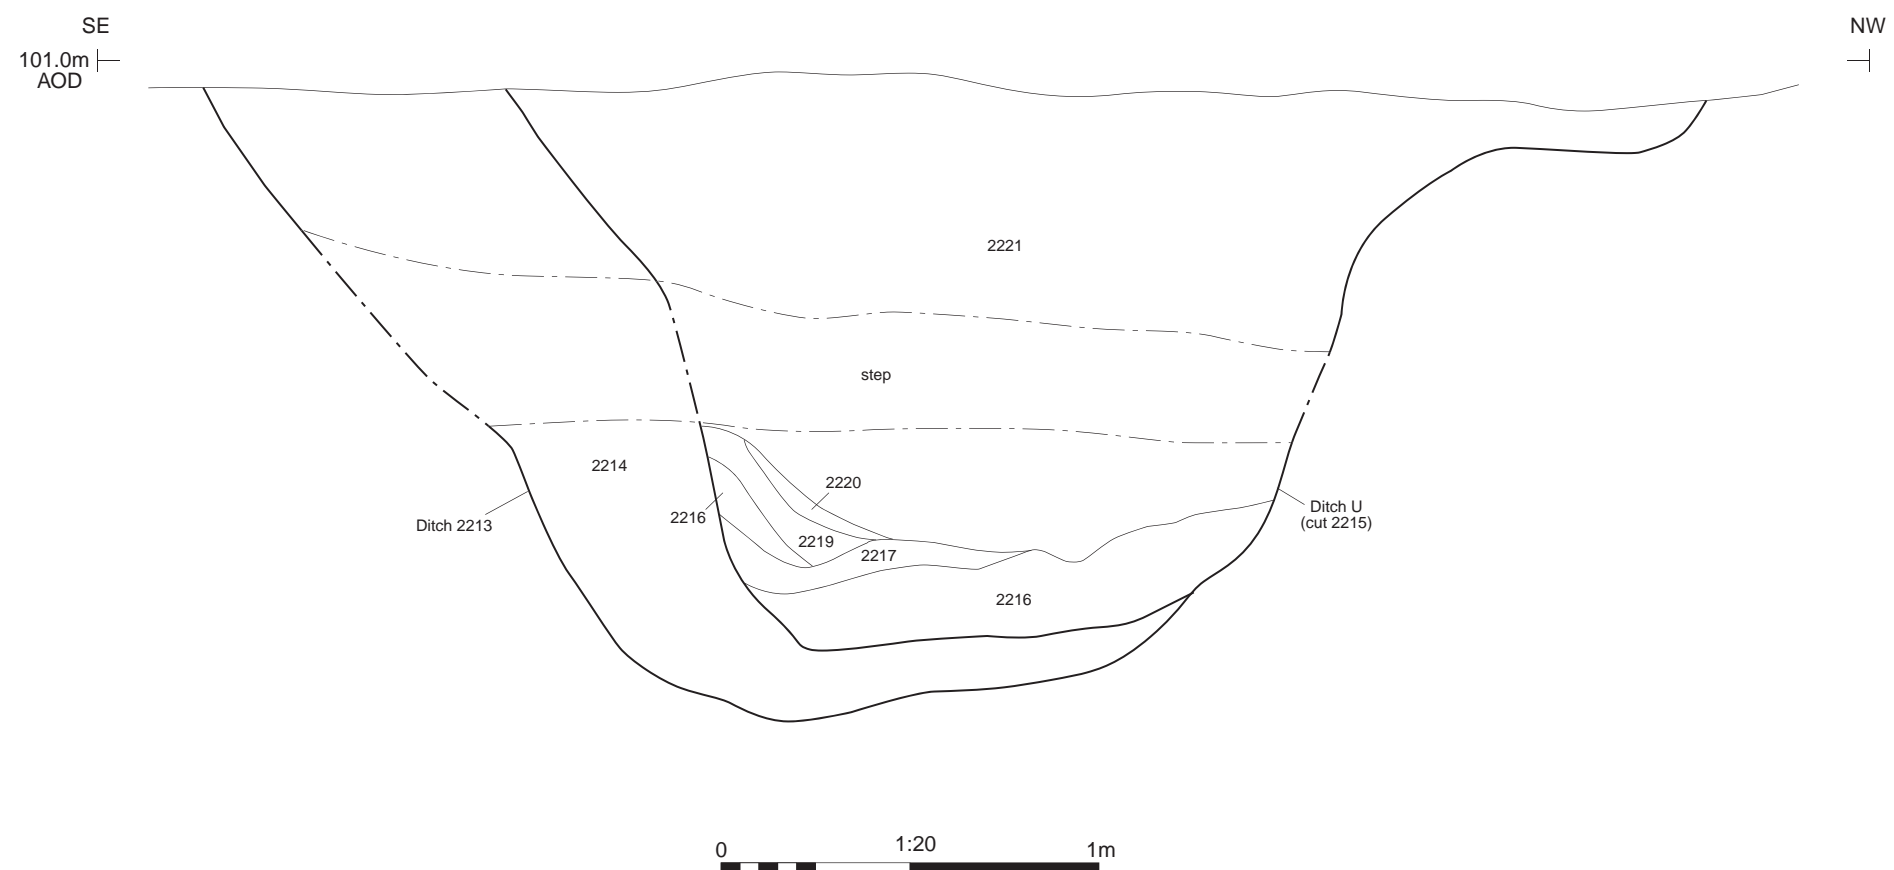 SE
NW
101.0m
AOD
2221
step
2214
2220
2216
Ditch 2213
Ditch U
(cut 2215)
2219
2217
2216
0
1:20
1m